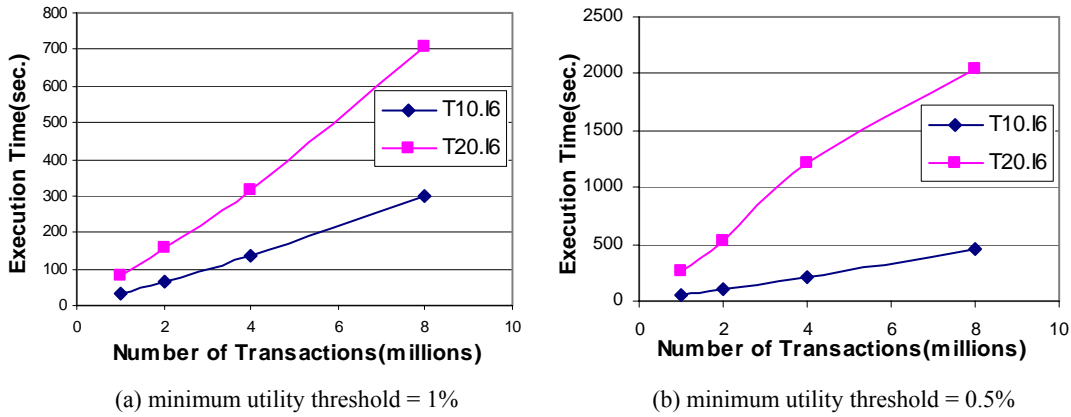 800
700
600
500
400
300
200
100
0
Execution Time(sec.)
T10.I6
T20.I6
0 2 4 6 8 10
Number of Transactions(millions)
(a) minimum utility threshold = 1%
2500
2000
1500
1000
500
0
Execution Time(sec.)
T10.I6
T20.I6
0 2 4 6 8 10
Number of Transactions(millions)
(b) minimum utility threshold = 0.5%